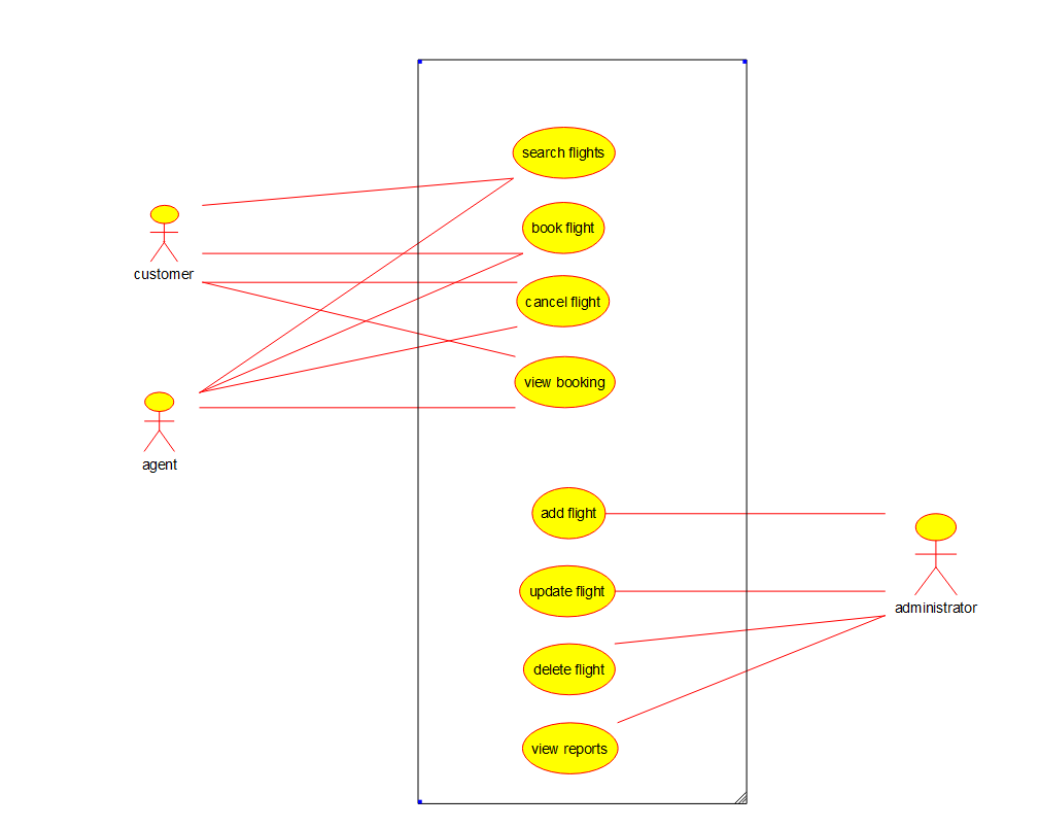 search flights
book flight
customer
cancel flight
view booking
agent
add flight
update flight
administrator
delete flight
view reports